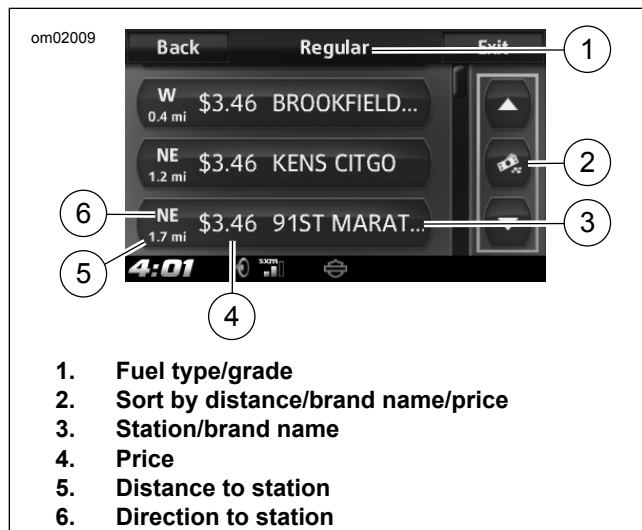 om02009
Back Regular Exit
1
W
0.4 mi $3.46 BROOKFIELD...
NE
1.2 mi $3.46 KENS CITGO
2
6 NE
1.7 mi $3.46 91ST MARAT... 3
5
4:01 sxm
4
1. Fuel type/grade
2. Sort by distance/brand name/price
3. Station/brand name
4. Price
5. Distance to station
6. Direction to station